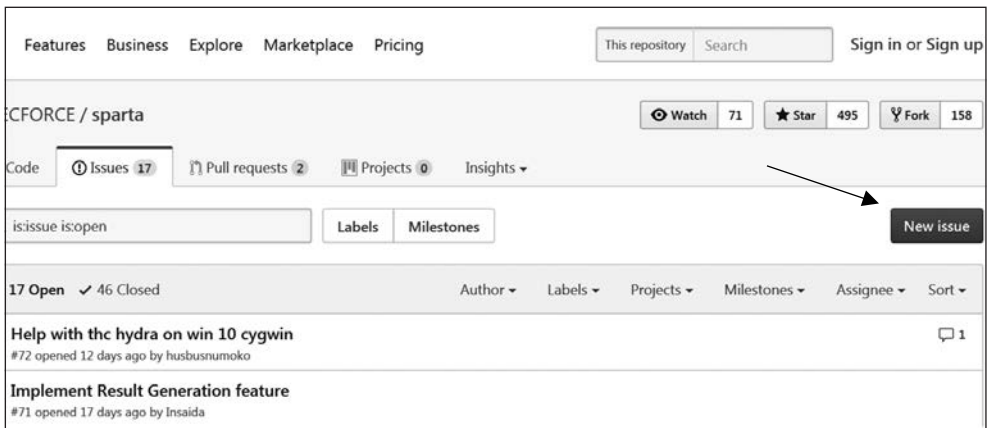 Features Business Explore Marketplace Pricing This repository Search Sign in or Sign up
CFORCE / sparta Watch 71 Star 495 Fork 158
Code Issues 17 Pull requests 2 Projects 0 Insights
is:issue is:open Labels Milestones New issue
17 Open 46 Closed Author Labels Projects Milestones Assignee Sort
Help with thc hydra on win 10 cygwin 1
#72 opened 12 days ago by husbusnumoko
Implement Result Generation feature
#71 opened 17 days ago by Insaida